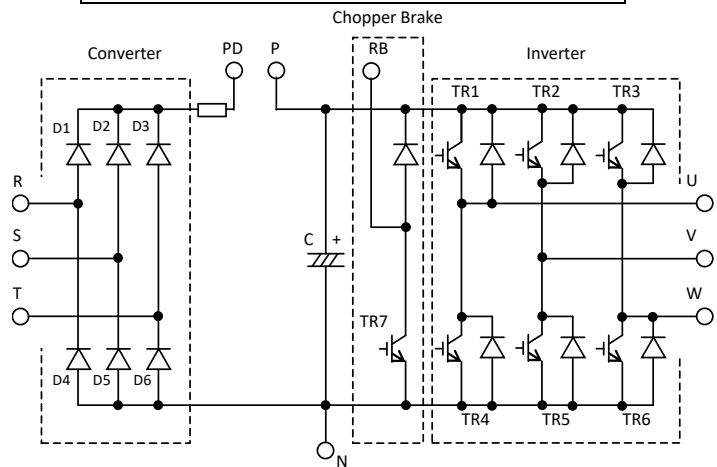 Chopper Brake
Converter PD P RB Inverter
D1 D2 D3 TR1 TR2 TR3
R U
S C + V
T TR7 W
D4 D5 D6 TR4 TR5 TR6
N